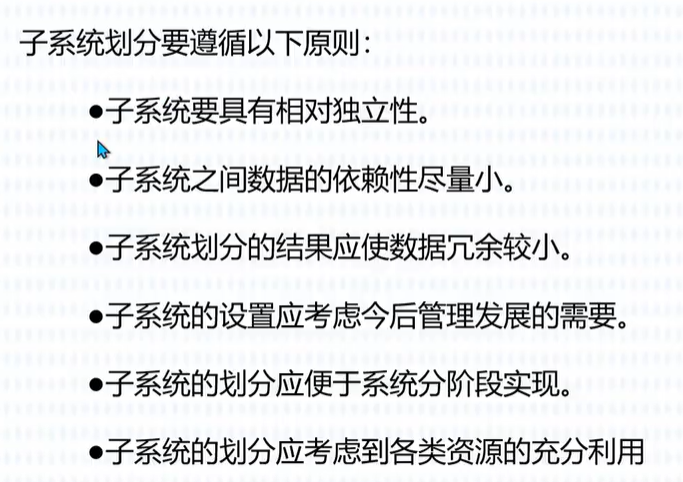 子系统划分要遵循以下原则：
●子系统要具有相对独立性。
●子系统之间数据的依赖性尽量小。
●子系统划分的结果应使数据冗余较小。
●子系统的设置应考虑今后管理发展的需要。
●子系统的划分应便于系统分阶段实现。
●子系统的划分应考虑到各类资源的充分利用